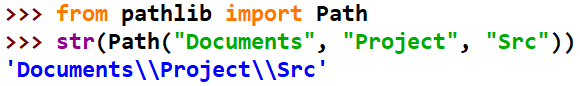 >>> from pathlib import Path
>>> str(Path("Documents", "Project", "Src"))
'Documents\\Project\\Src'